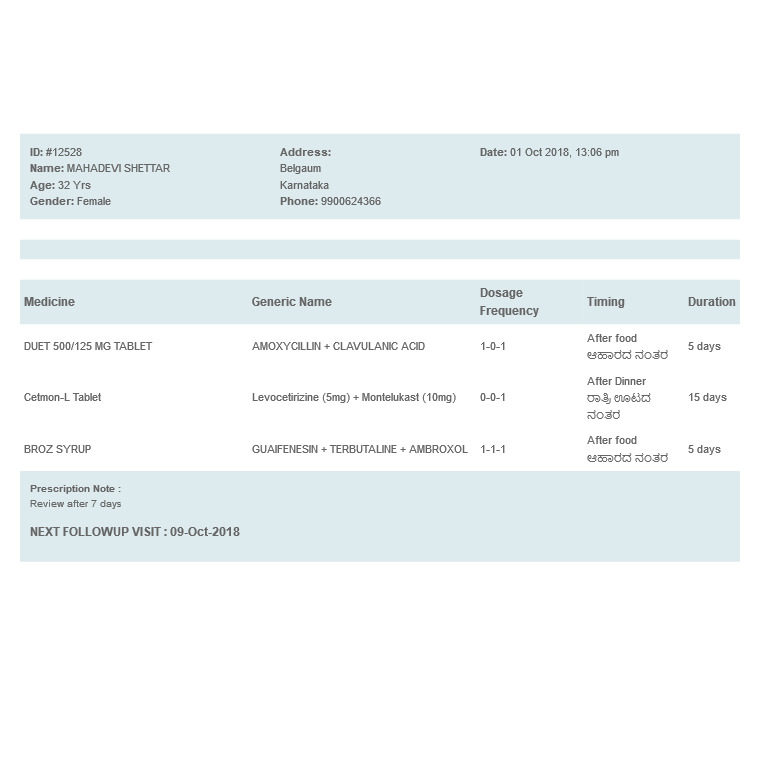 ID: #12528 Address: Date: 01 Oct 2018, 13:06 pm
Name: MAHADEVI SHETTAR Belgaum
Age: 32 Yrs Karnataka
Gender: Female Phone: 9900624366
Medicine Generic Name Dosage Frequency Timing Duration
DUET 500/125 MG TABLET AMOXYCILLIN + CLAVULANIC ACID 1-0-1 After food 5 days
ಆಹಾರದ ನಂತರ
Cetmon-L Tablet Levocetirizine (5mg) + Montelukast (10mg) 0-0-1 After Dinner 15 days
ರಾತ್ರಿ ಊಟದ
ನಂತರ
BROZ SYRUP GUAIFENESIN + TERBUTALINE + AMBROXOL 1-1-1 After food 5 days
ಆಹಾರದ ನಂತರ
Prescription Note :
Review after 7 days
NEXT FOLLOWUP VISIT : 09-Oct-2018